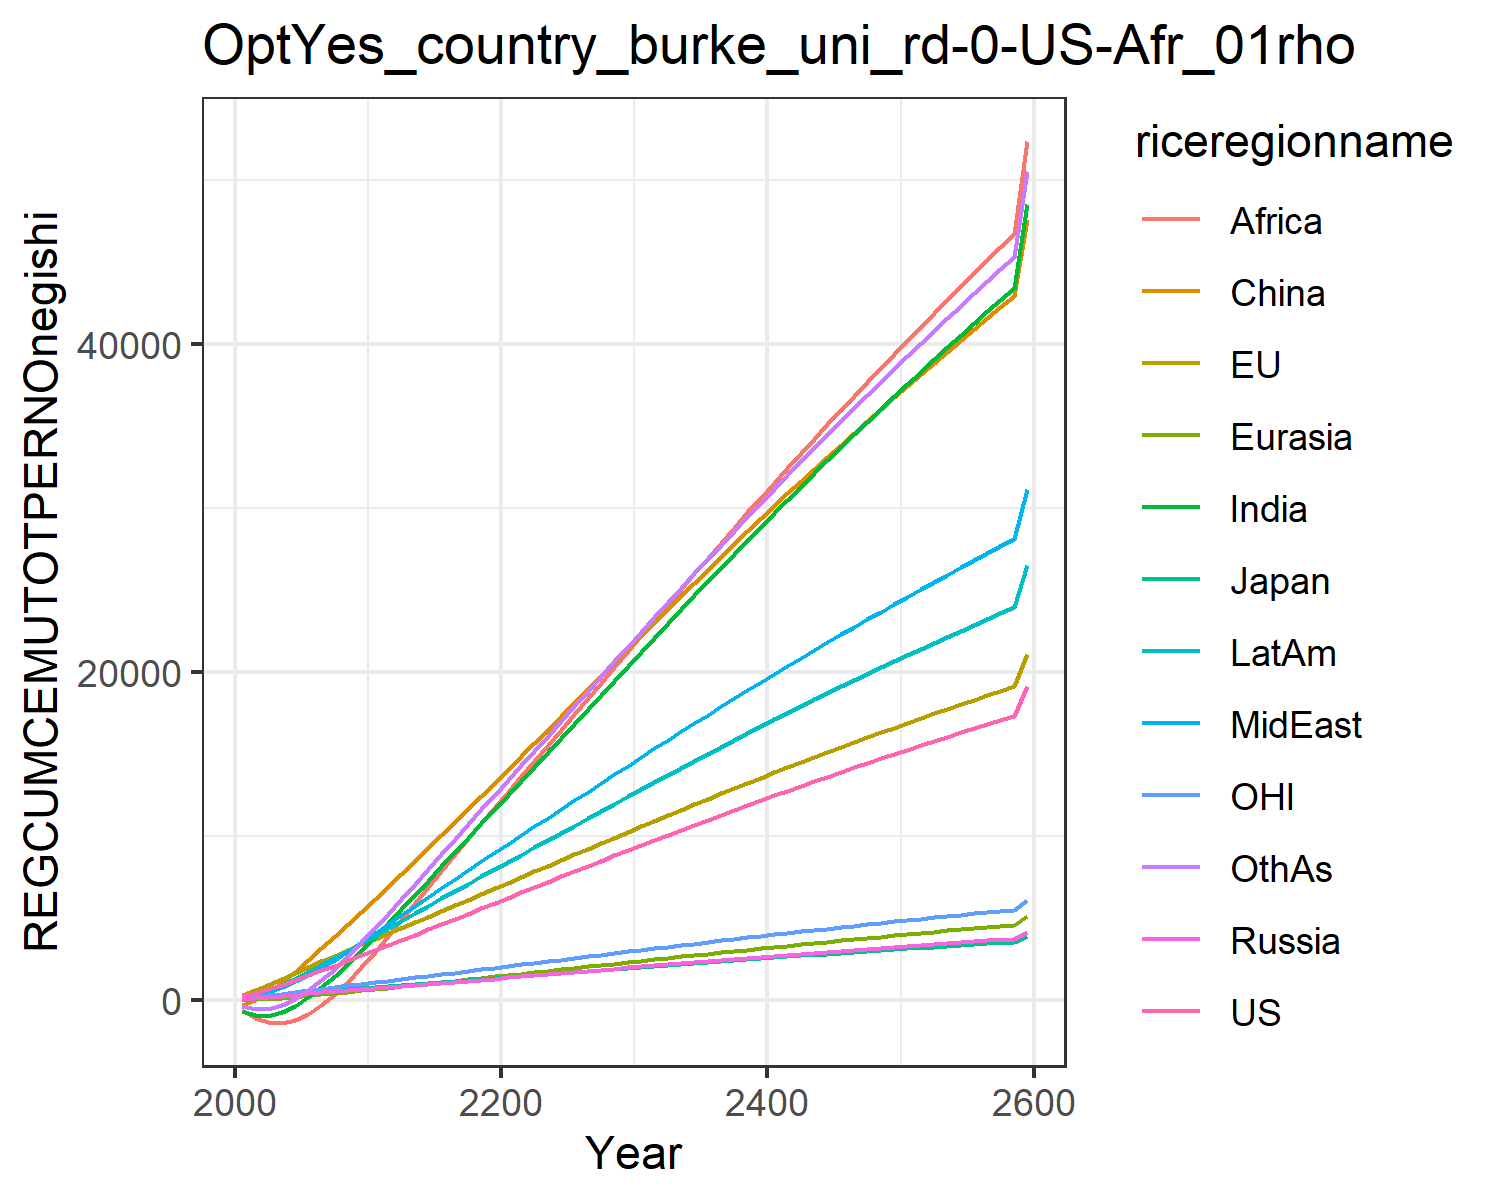 OptYes_country_burke_uni_rd-0-US-Afr_01rho
REGCUMCEMUTOTPERNOnegishi
40000
20000
0
2000
2200
2400
2600
Year
riceregionname
Africa
China
EU
Eurasia
India
Japan
LatAm
MidEast
OHI
OthAs
Russia
US